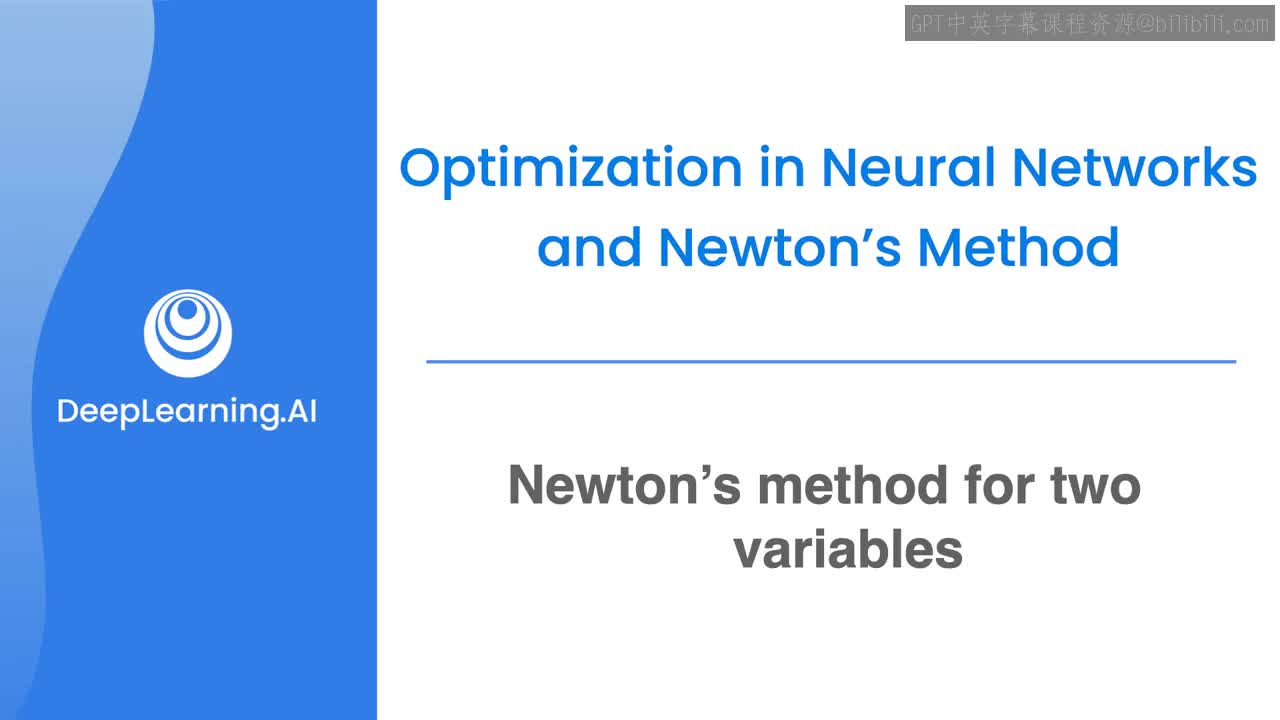 GPT中英字幕课程资源@bilibili.com
Optimization in Neural Networks
and Newton’s Method
DeepLearning.AI
Newton’s method for two
variables